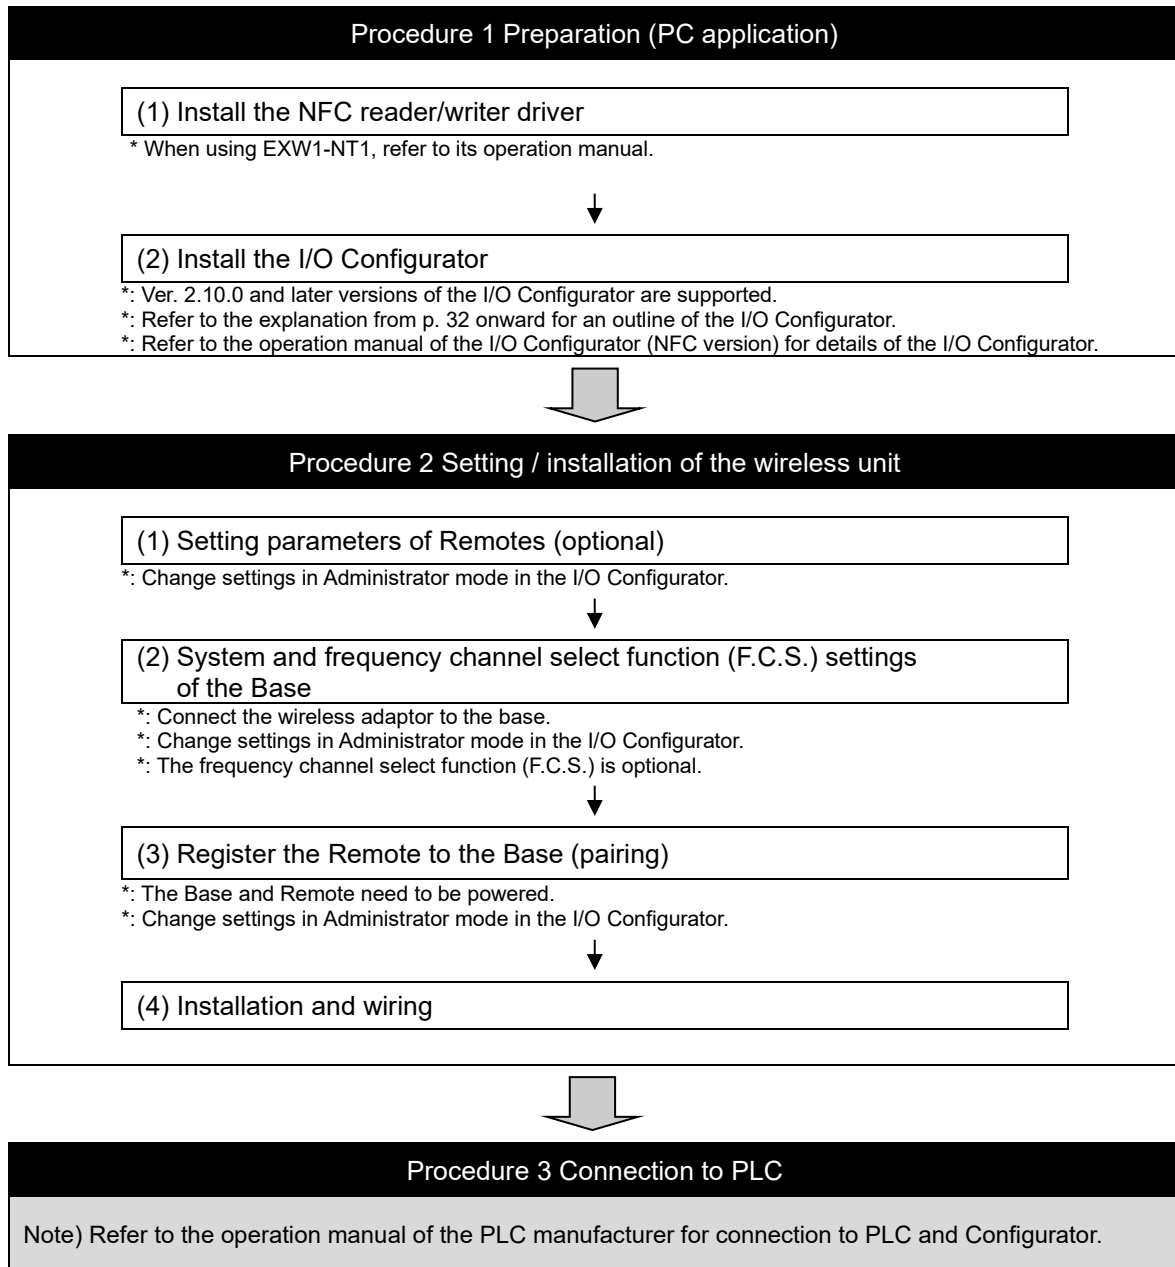 Procedure 1 Preparation (PC application)
(1) Install the NFC reader/writer driver
* When using EXW1-NT1, refer to its operation manual.
(2) Install the I/O Configurator
*: Ver. 2.10.0 and later versions of the I/O Configurator are supported.
*: Refer to the explanation from p. 32 onward for an outline of the I/O Configurator.
*: Refer to the operation manual of the I/O Configurator (NFC version) for details of the I/O Configurator.
Procedure 2 Setting / installation of the wireless unit
(1) Setting parameters of Remotes (optional)
*: Change settings in Administrator mode in the I/O Configurator.
(2) System and frequency channel select function (F.C.S.) settings
of the Base
*: Connect the wireless adaptor to the base.
*: Change settings in Administrator mode in the I/O Configurator.
*: The frequency channel select function (F.C.S.) is optional.
(3) Register the Remote to the Base (pairing)
*: The Base and Remote need to be powered.
*: Change settings in Administrator mode in the I/O Configurator.
(4) Installation and wiring
Procedure 3 Connection to PLC
Note) Refer to the operation manual of the PLC manufacturer for connection to PLC and Configurator.